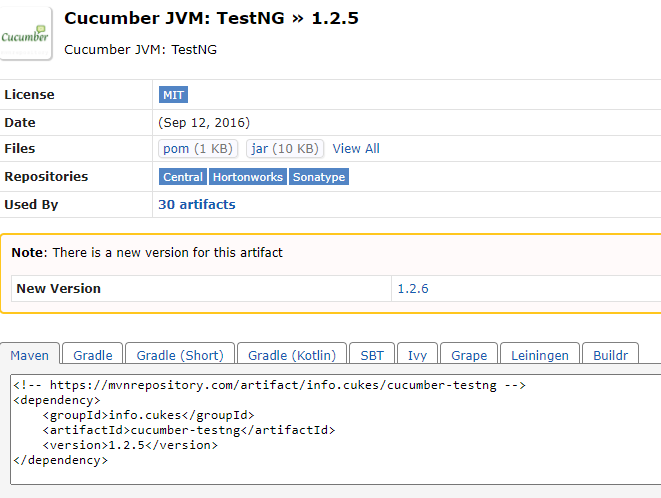 Cucumber
Cucumber JVM: TestNG » 1.2.5
Cucumber JVM: TestNG
License MIT
Date (Sep 12, 2016)
Files pom (1 KB) jar (10 KB) View All
Repositories Central Hortonworks Sonatype
Used By 30 artifacts
Note: There is a new version for this artifact
New Version 1.2.6
Maven Gradle Gradle (Short) Gradle (Kotlin) SBT Ivy Grape Leiningen Buildr
<!-- https://mvnrepository.com/artifact/info.cukes/cucumber-testng -->
<dependency>
    <groupId>info.cukes</groupId>
    <artifactId>cucumber-testng</artifactId>
    <version>1.2.5</version>
</dependency>